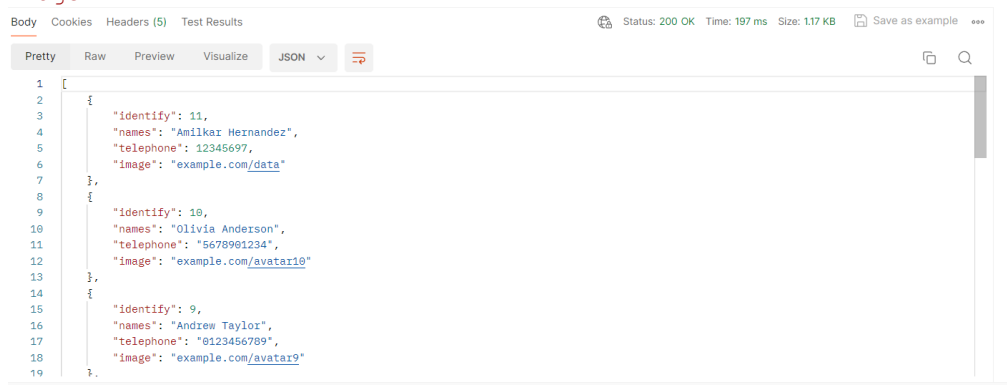 Body Cookies Headers (5) Test Results Status: 200 OK Time: 197 ms Size: 1.17 KB Save as example
Pretty Raw Preview Visualize JSON
1 [
2 {
3 "identify": 11,
4 "names": "Amilkar Hernandez",
5 "telephone": 12345697,
6 "image": "example.com/data"
7 },
8 {
9 "identify": 10,
10 "names": "Olivia Anderson",
11 "telephone": "5678901234",
12 "image": "example.com/avatar10"
13 },
14 {
15 "identify": 9,
16 "names": "Andrew Taylor",
17 "telephone": "0123456789",
18 "image": "example.com/avatar9"
19 },